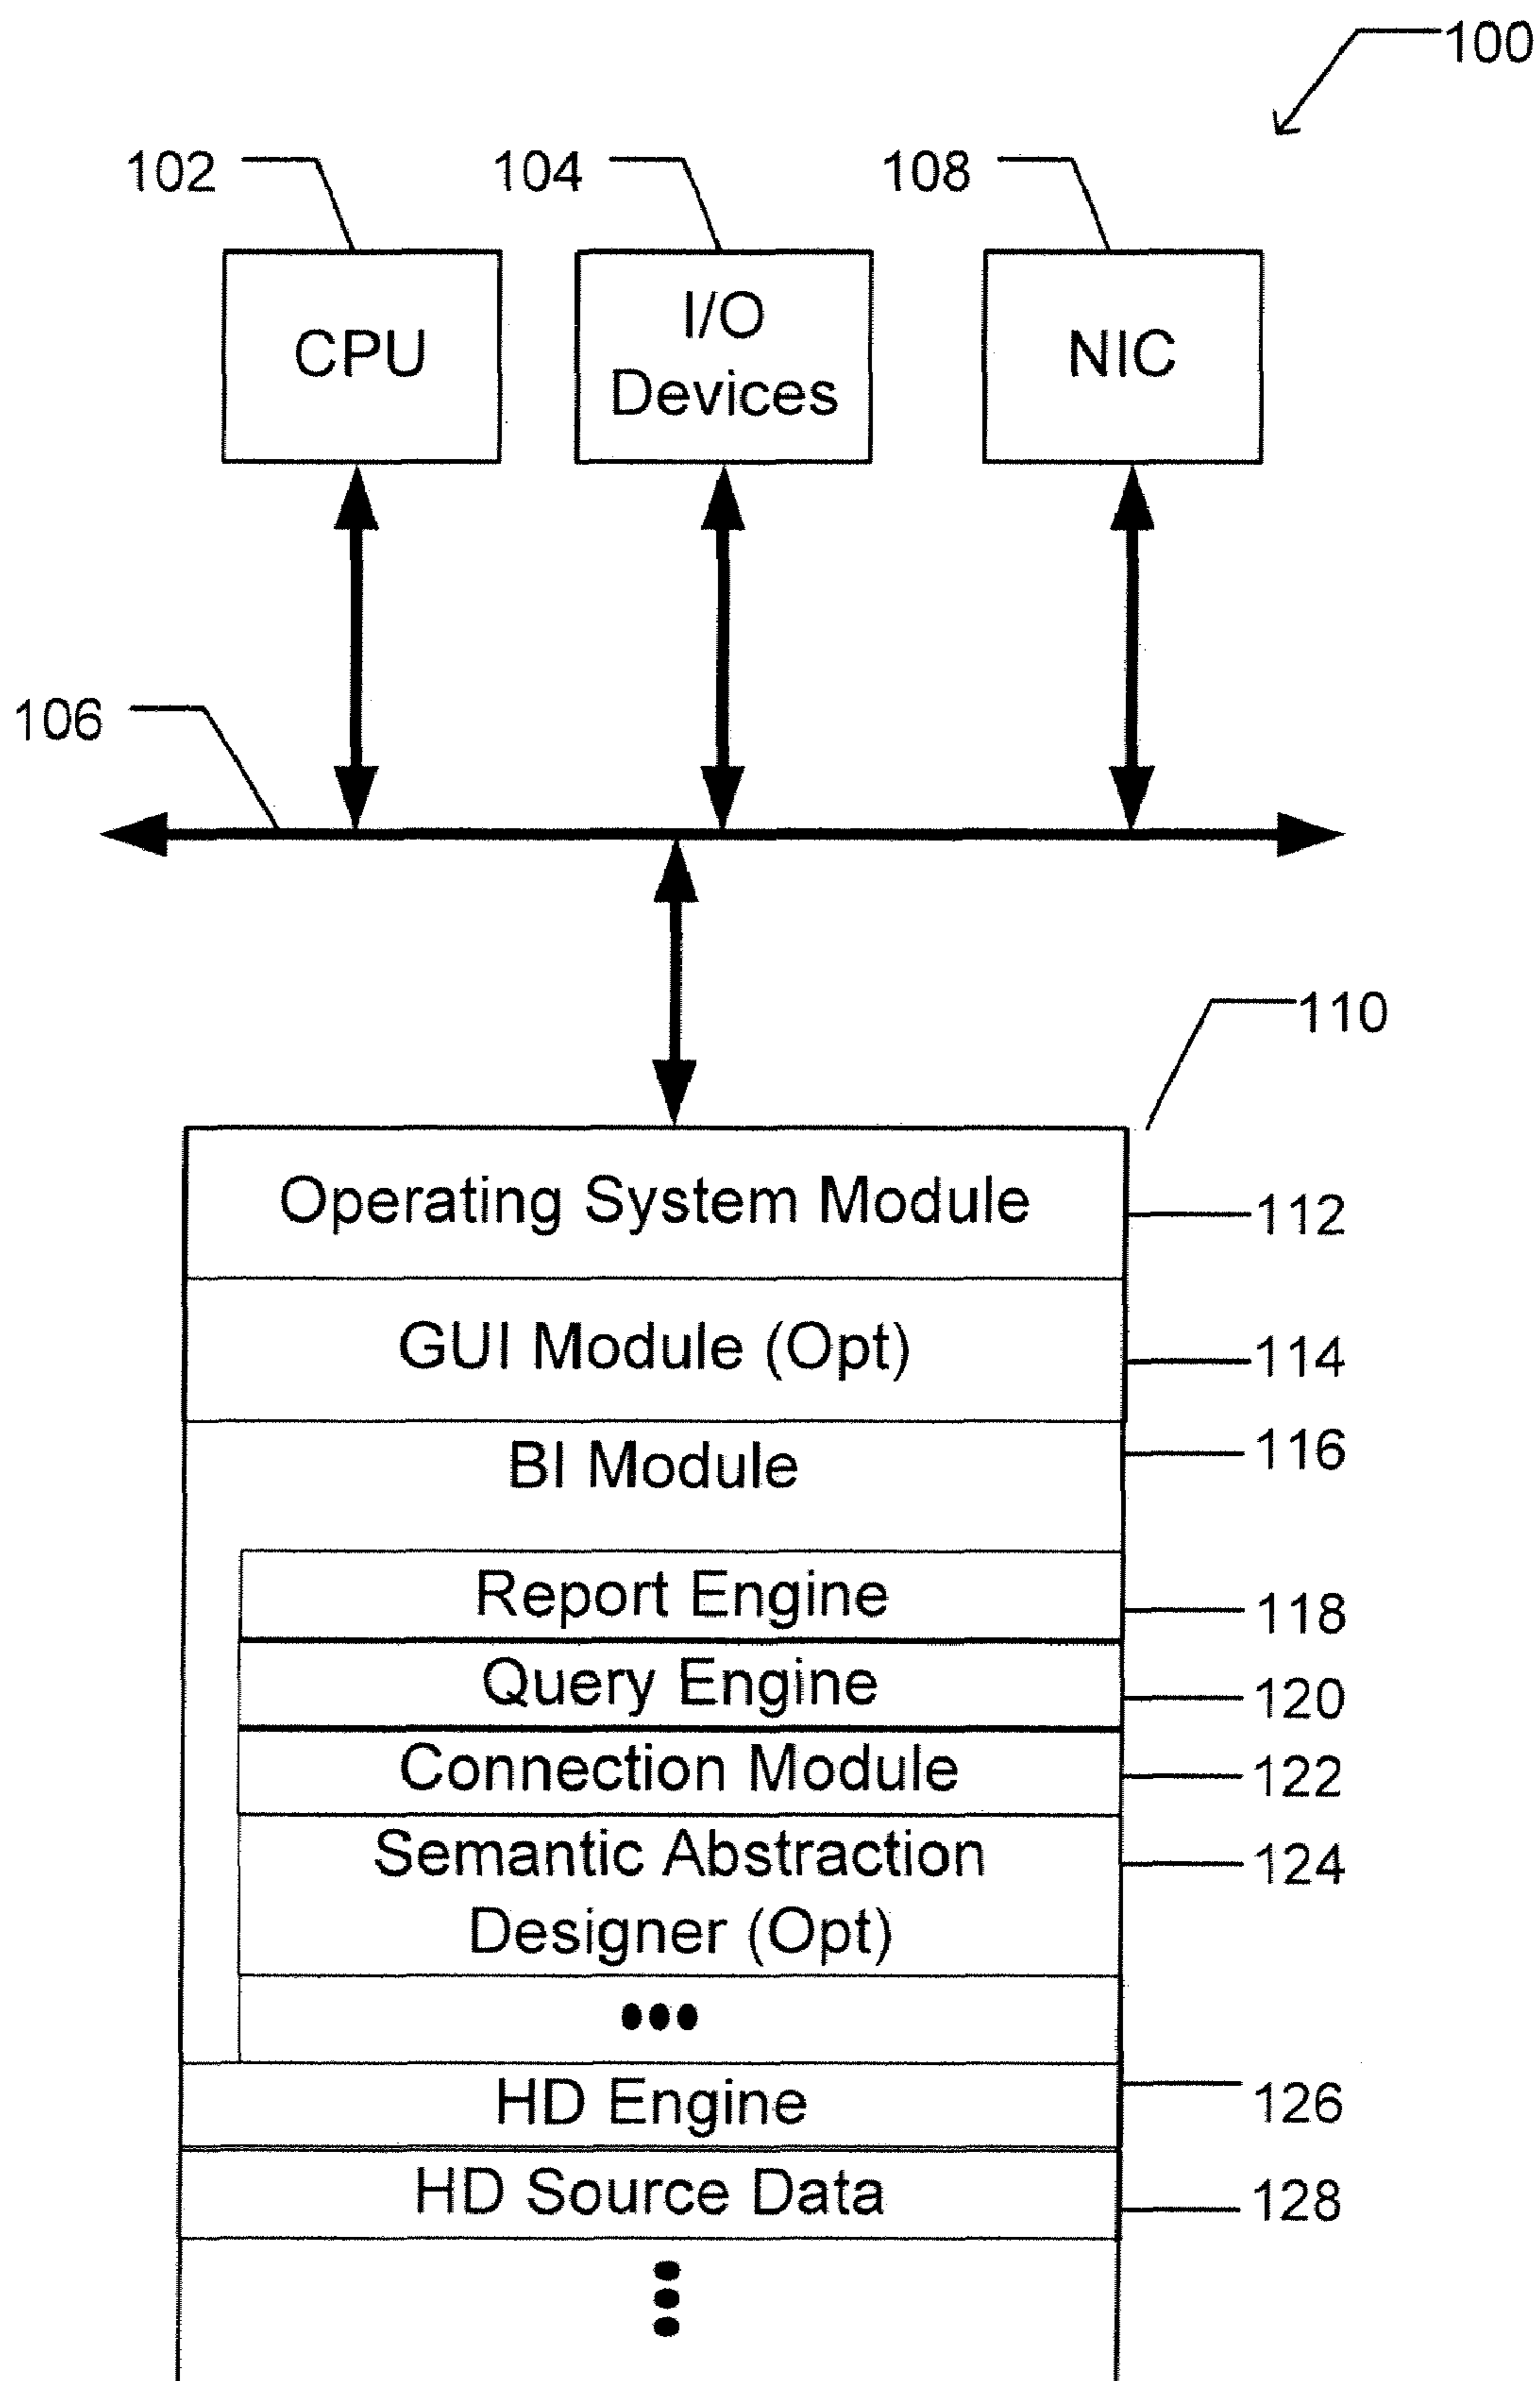 100
102
104
108
CPU
I/O
Devices
NIC
106
110
Operating System Module
112
GUI Module (Opt)
114
BI Module
116
Report Engine
118
Query Engine
120
Connection Module
122
Semantic Abstraction
124
Designer (Opt)
HD Engine
126
HD Source Data
128